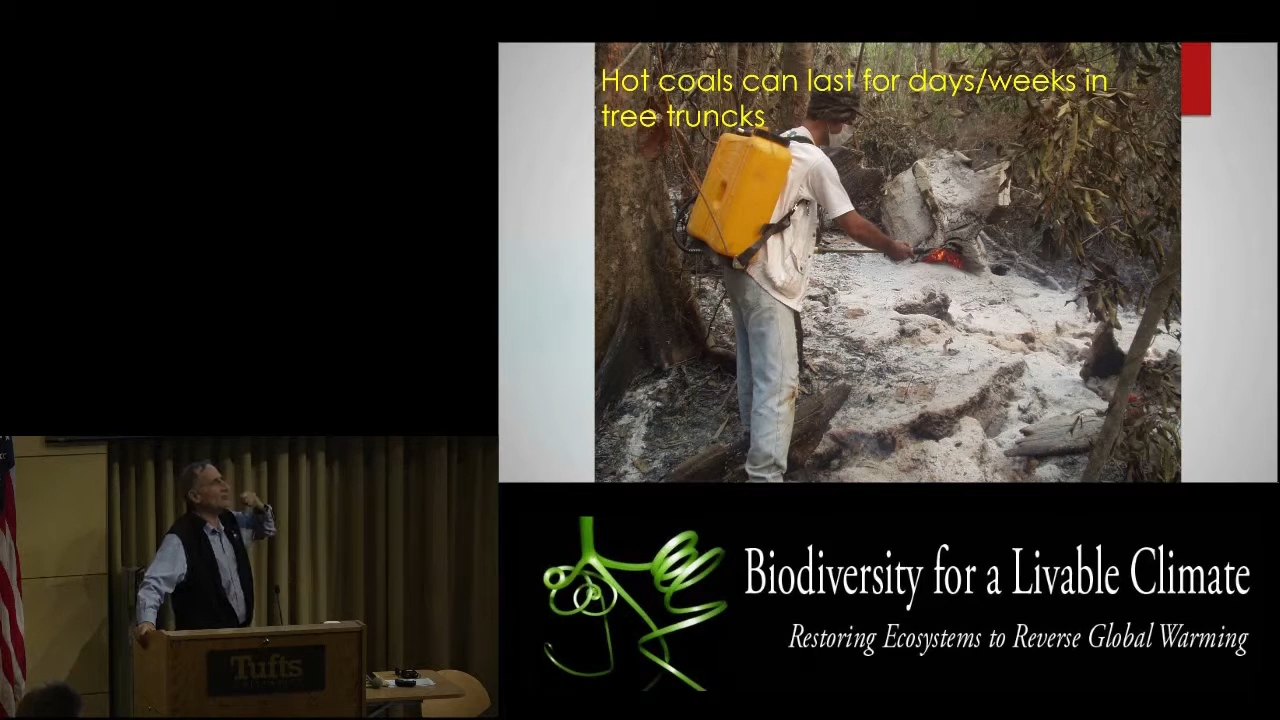 Hot coals can last for days/weeks in
tree truncks
Tufts
Biodiversity for a Livable Climate
Restoring Ecosystems to Reverse Global Warming